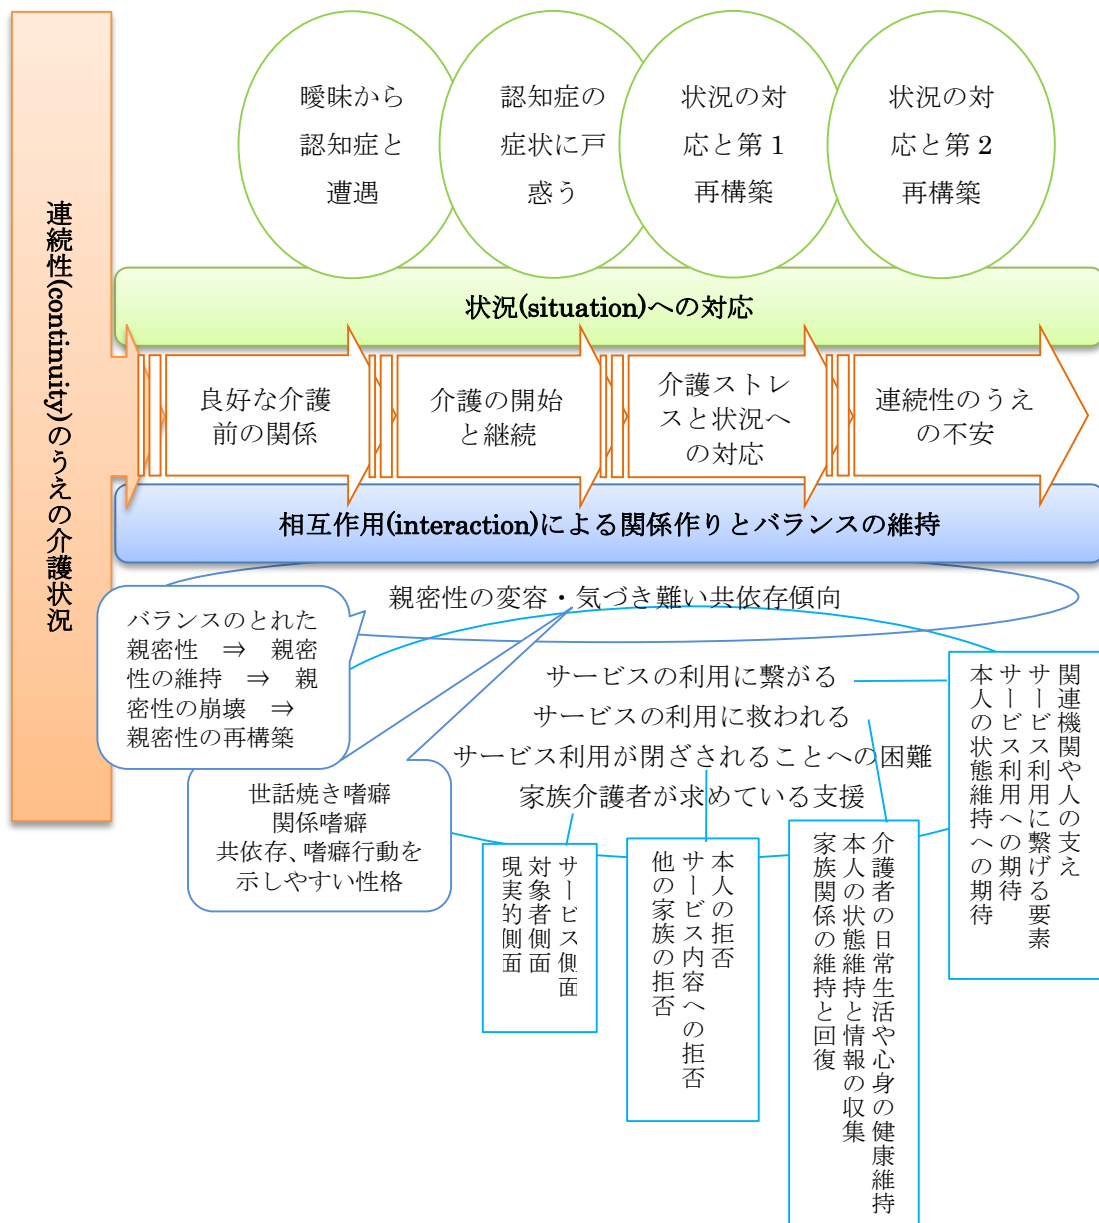 連続性(continuity)のうえの介護状況
曖昧から
認知症と
遭遇
認知症の
症状に戸
惑う
状況の対
応と第 1
再構築
状況の対
応と第 2
再構築
状況(situation)への対応
良好な介護
前の関係
介護の開始
と継続
介護ストレ
スと状況へ
の対応
連続性のうえ
の不安
相互作用(interaction)による関係作りとバランスの維持
親密性の変容・気づき難い共依存傾向
バランスのとれた
親密性 ⇒ 親密
性の維持 ⇒ 親
密性の崩壊 ⇒
親密性の再構築
世話焼き嗜癖
関係嗜癖
共依存、嗜癖行動を
示しやすい性格
サービスの利用に繋がる
サービスの利用に救われる
サービス利用が閉ざされることへの困難
家族介護者が求めている支援
関連機関や人の支え
サービス利用に繋げる要素
サービス利用への期待
本人の状態維持への期待
介護者の日常生活や心身の健康維持
本人の状態維持と情報の収集
家族関係の維持と回復
本人の拒否
サービス内容への拒否
他の家族の拒否
サービス側面
対象者側面
現実的側面